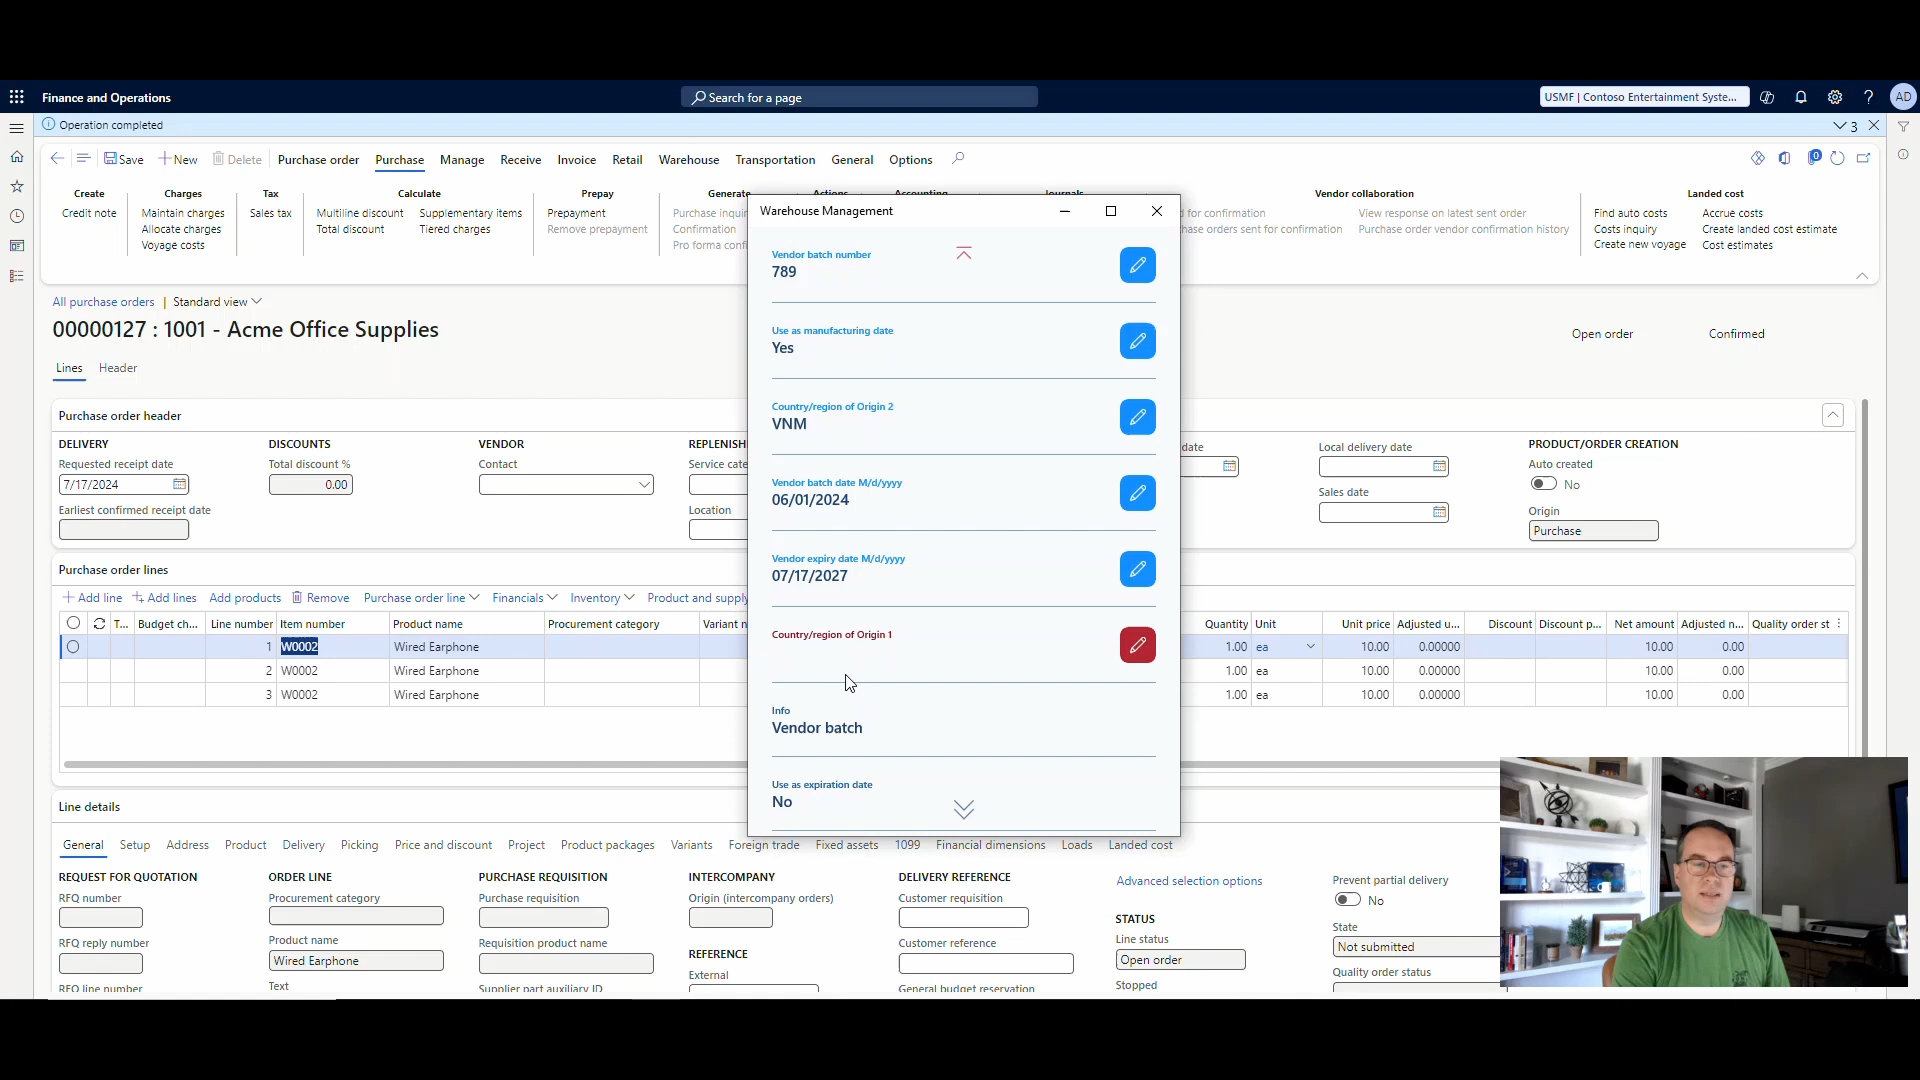 Finance and Operations
Search for a page
USMF | Contoso Entertainment Syste...
AD
Operation completed
3
Save
New
Delete
Purchase order
Purchase
Manage
Receive
Invoice
Retail
Warehouse
Transportation
General
Options
0
Create
Credit note
Charges
Maintain charges
Allocate charges
Voyage costs
Tax
Sales tax
Calculate
Multiline discount
Total discount
Supplementary items
Tiered charges
Prepay
Prepayment
Remove prepayment
Generate
Purchase inqui
Confirmation
Pro forma confi
Actions
Accounting
Journals
d for confirmation
hase orders sent for confirmation
Vendor collaboration
View response on latest sent order
Purchase order vendor confirmation history
Landed cost
Find auto costs
Costs inquiry
Create new voyage
Accrue costs
Create landed cost estimate
Cost estimates
All purchase orders | Standard view
00000127 : 1001 - Acme Office Supplies
Open order
Confirmed
Lines
Header
Purchase order header
DELIVERY
Requested receipt date
7/17/2024
Earliest confirmed receipt date
DISCOUNTS
Total discount %
0.00
VENDOR
Contact
REPLENISH
Service cate
Location
date
Local delivery date
Sales date
PRODUCT/ORDER CREATION
Auto created
No
Origin
Purchase
Purchase order lines
Add line
Add lines
Add products
Remove
Purchase order line
Financials
Inventory
Product and supply
T...
Budget ch...
Line number
Item number
Product name
Procurement category
Variant n
Quantity
Unit
Unit price
Adjusted u...
Discount
Discount p...
Net amount
Adjusted n...
Quality order st
1 W0002 Wired Earphone 1.00 ea 10.00 0.00000 10.00 0.00
2 W0002 Wired Earphone 1.00 ea 10.00 0.00000 10.00 0.00
3 W0002 Wired Earphone 1.00 ea 10.00 0.00000 10.00 0.00
Warehouse Management
Vendor batch number
789
Use as manufacturing date
Yes
Country/region of Origin 2
VNM
Vendor batch date M/d/yyyy
06/01/2024
Vendor expiry date M/d/yyyy
07/17/2027
Country/region of Origin 1
Info
Vendor batch
Use as expiration date
No
Line details
General
Setup
Address
Product
Delivery
Picking
Price and discount
Project
Product packages
Variants
Foreign trade
Fixed assets
1099
Financial dimensions
Loads
Landed cost
REQUEST FOR QUOTATION
RFQ number
RFQ reply number
RFQ line number
ORDER LINE
Procurement category
Product name
Wired Earphone
Text
PURCHASE REQUISITION
Purchase requisition
Requisition product name
Supplier part auxiliary ID
INTERCOMPANY
Origin (intercompany orders)
REFERENCE
External
DELIVERY REFERENCE
Customer requisition
Customer reference
General budget reservation
Advanced selection options
STATUS
Line status
Open order
Stopped
Prevent partial delivery
No
State
Not submitted
Quality order status